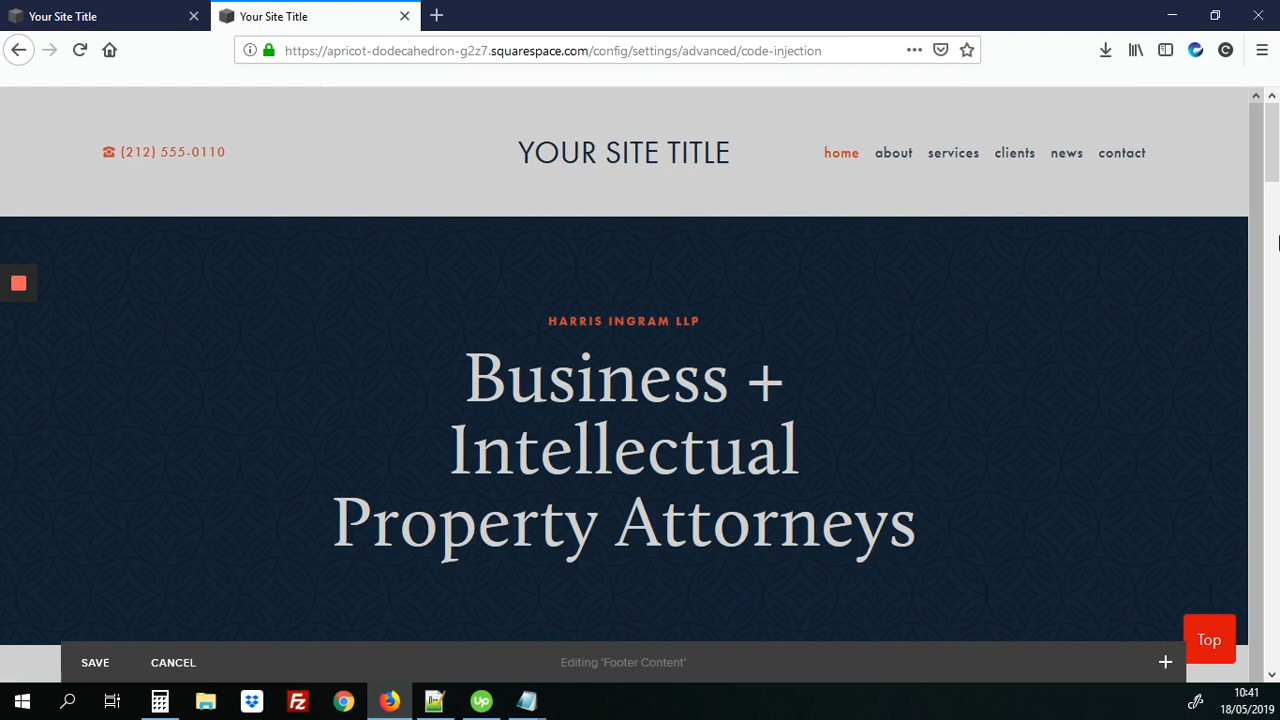 Your Site Title
Your Site Title
https://apricot-dodecahedron-g2z7.squarespace.com/config/settings/advanced/code-injection
(212) 555-0110
YOUR SITE TITLE
home about services clients news contact
HARRIS INGRAM LLP
Business +
Intellectual
Property Attorneys
Top
SAVE CANCEL Editing 'Footer Content' +
Fz
Up
10:41
18/05/2019